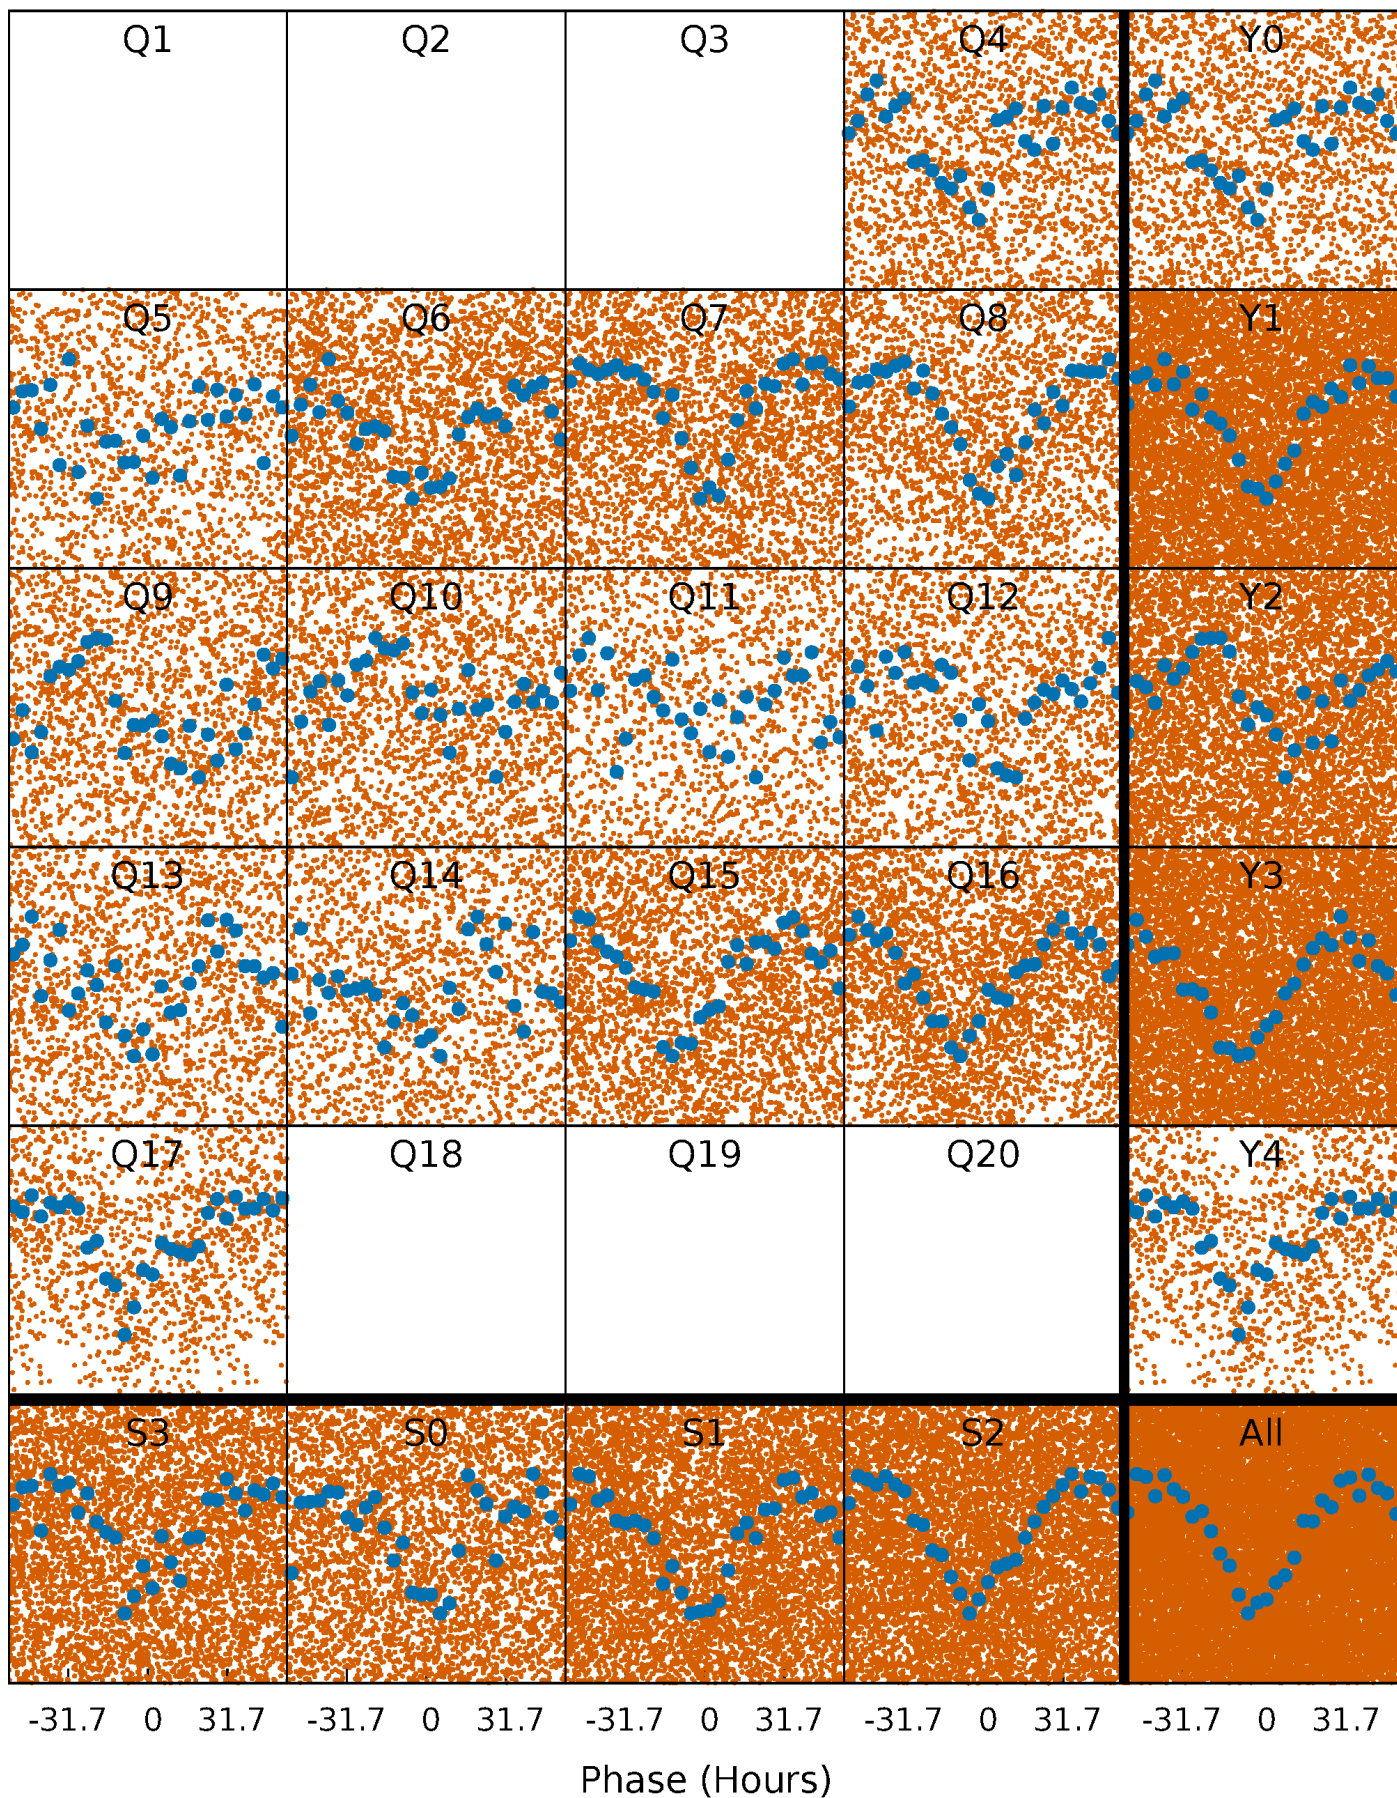 Q1 Q2 Q3 Q4 Y0
Q5 Q6 Q7 Q8 Y1
Q9 Q10 Q11 Q12 Y2
Q13 Q14 Q15 Q16 Y3
Q17 Q18 Q19 Q20 Y4
S3 S0 S1 S2 All
-31.7 0 31.7 -31.7 0 31.7 -31.7 0 31.7 -31.7 0 31.7 -31.7 0 31.7
Phase (Hours)